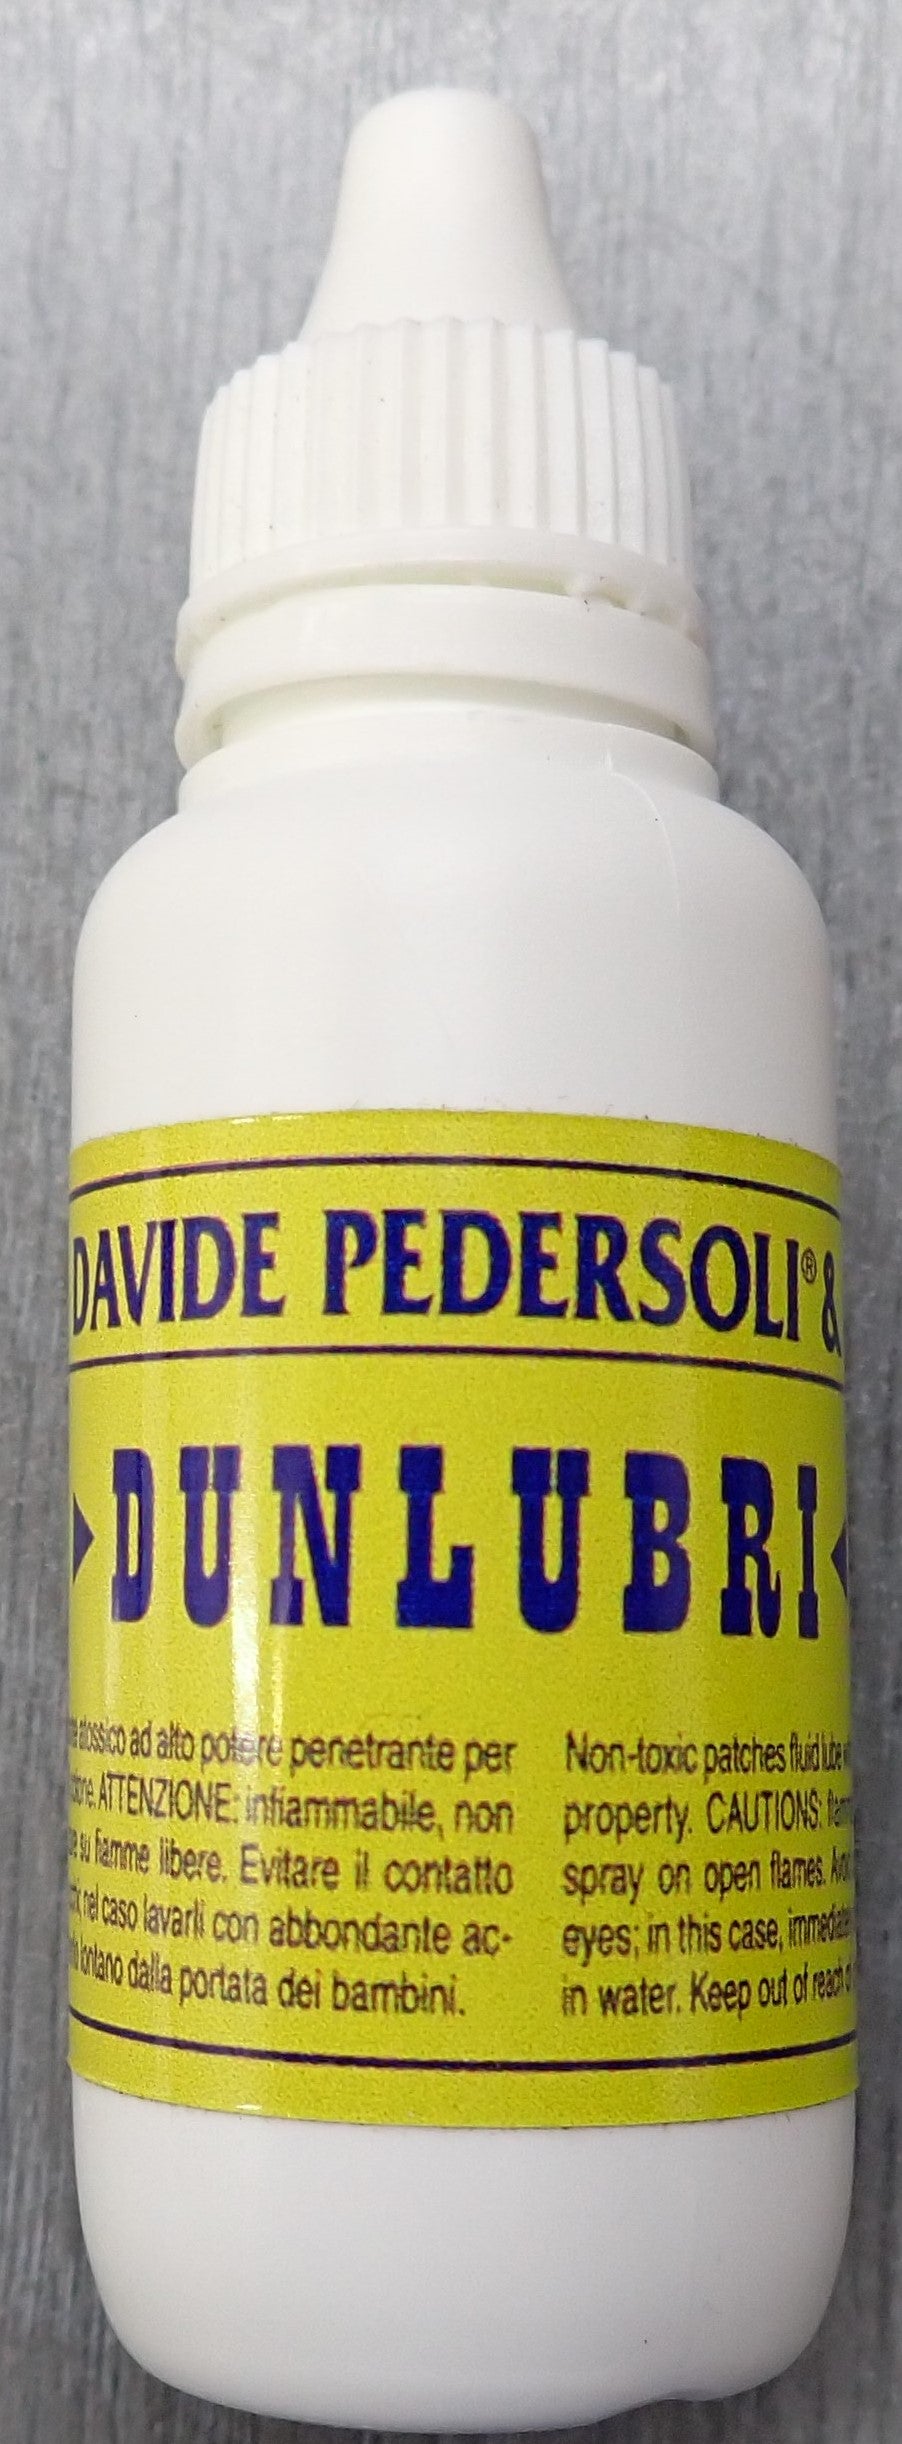 DAVIDE PEDERSOLI® &
DUNLUBRI
atossico ad alto potere penetrante per
ATTENZIONE: infiammabile, non
su fiamme libere. Evitare il contatto
nel caso lavarli con abbondante ac-
lontano dalla portata dei bambini.
Non-toxic patches fluid lube
property. CAUTIONS:
spray on open flames.
eyes; in this case,
in water. Keep out of reach